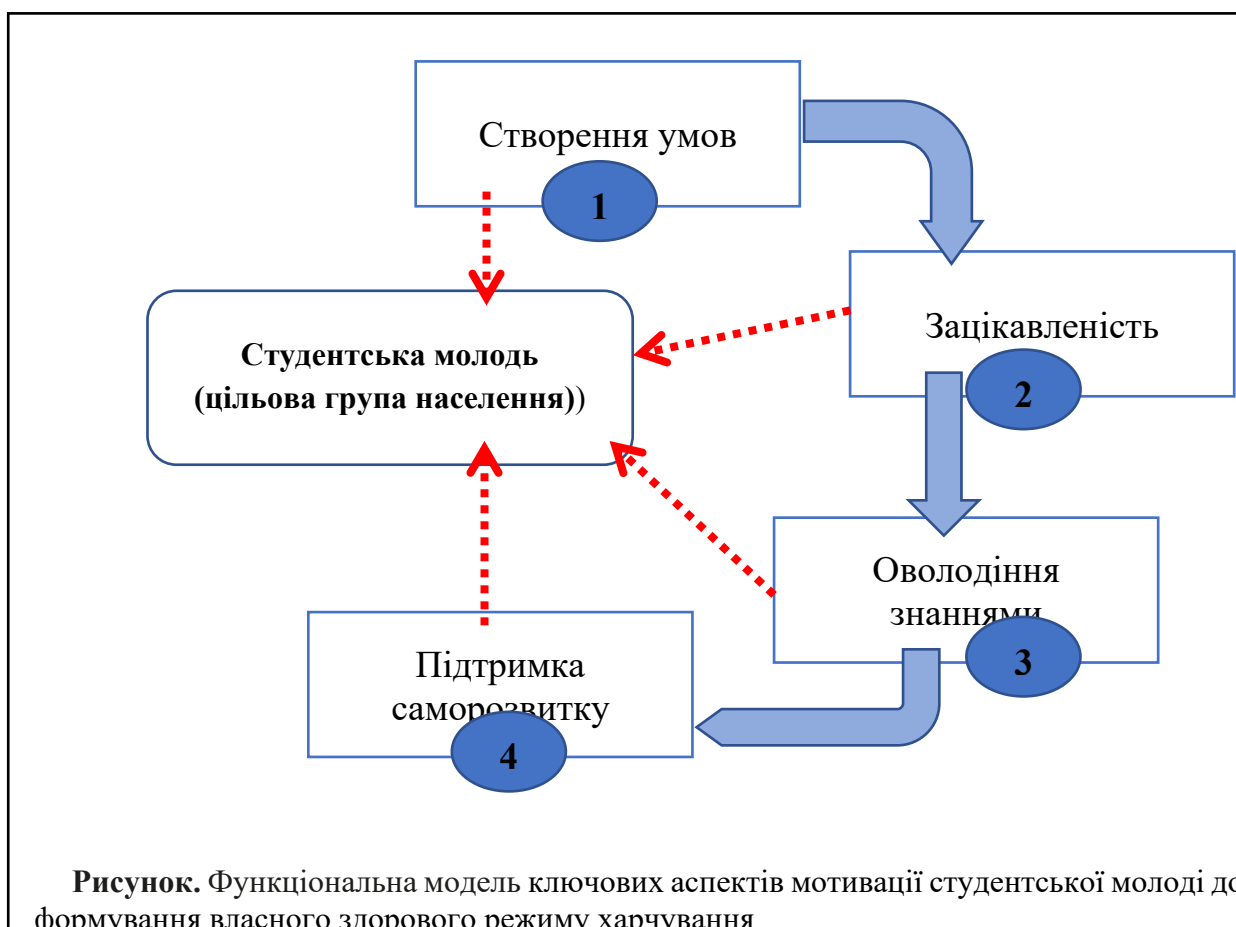 Створення умов
1
Зацікавленість
2
Студентська молодь
(цільова група населення))
Оволодіння
знаннями
3
Підтримка
саморозвитку
4
Рисунок. Функціональна модель ключових аспектів мотивації студентської молоді до
формування власного здорового режиму харчування